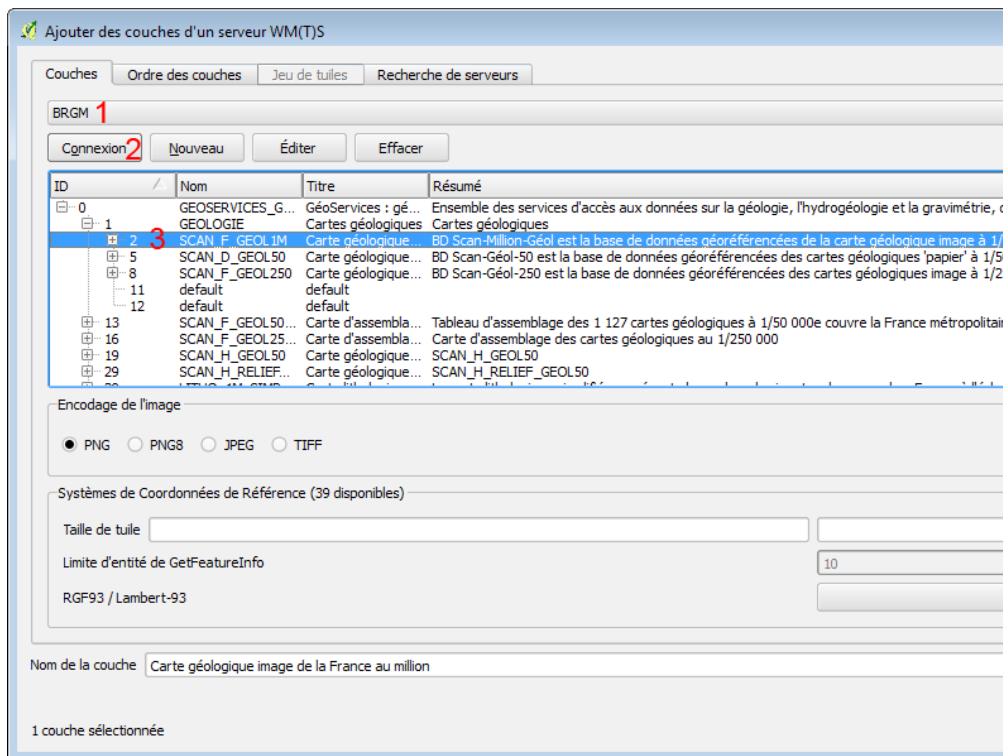 Ajouter des couches d'un serveur WM(T)S
Couches Ordre des couches Jeu de tuiles Recherche de serveurs
BRGM 1
Connexion 2 Nouveau Éditer Effacer
ID Nom Titre Résumé
0 GEOSERVICES_G... GéoServices : gé... Ensemble des services d'accès aux données sur la géologie, l'hydrogéologie et la gravimétrie,
1 GEOLOGIE Cartes géologiques Cartes géologiques
2 3 SCAN_F_GEOL1M Carte géologique... BD Scan-Million-Géol est la base de données géoréférencées de la carte géologique image à 1/
5 SCAN_D_GEOL50 Carte géologique... BD Scan-Géol-50 est la base de données géoréférencées des cartes géologiques 'papier' à 1/5
8 SCAN_F_GEOL250 Carte géologique... BD Scan-Géol-250 est la base de données géoréférencées des cartes géologiques image à 1/2
11 default default
12 default default
13 SCAN_F_GEOL50... Carte d'assembla... Tableau d'assemblage des 1 127 cartes géologiques à 1/50 000e couvre la France métropolitai
16 SCAN_F_GEOL25... Carte d'assembla... Carte d'assemblage des cartes géologiques au 1/250 000
19 SCAN_H_GEOL50 Carte géologique... SCAN_H_GEOL50
29 SCAN_H_RELIEF... Carte géologique... SCAN_H_RELIEF_GEOL50
Encodage de l'image
PNG PNG8 JPEG TIFF
Systèmes de Coordonnées de Référence (39 disponibles)
Taille de tuile
Limite d'entité de GetFeatureInfo 10
RGF93 / Lambert-93
Nom de la couche Carte géologique image de la France au million
1 couche sélectionnée